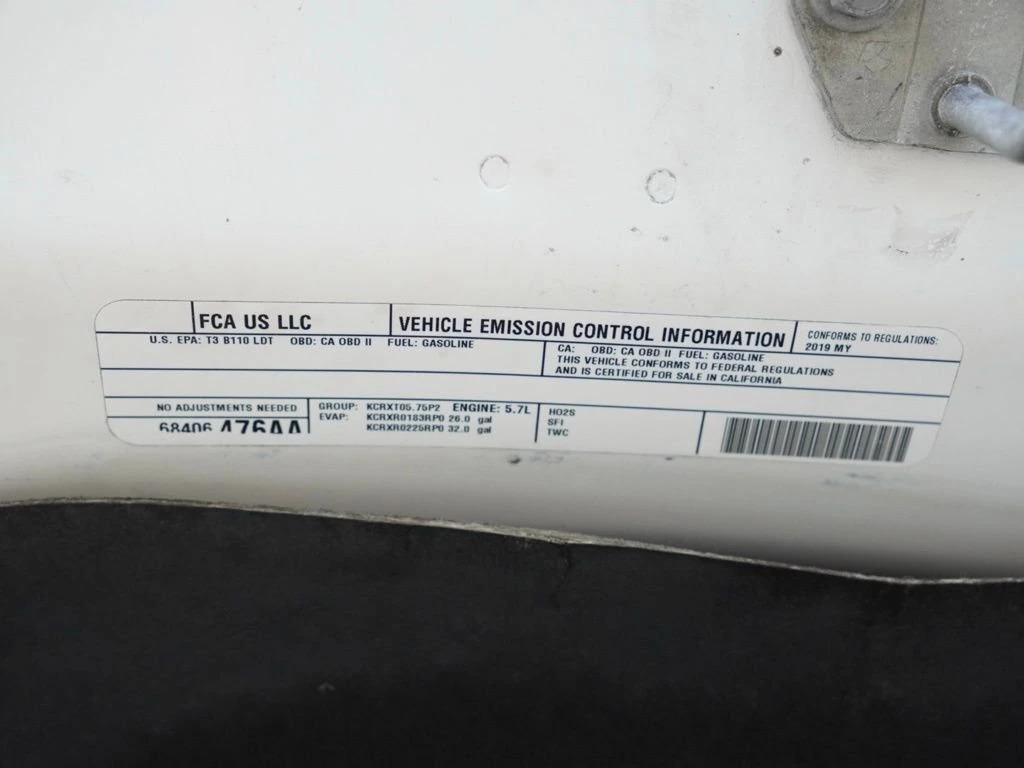 FCA US LLC
VEHICLE EMISSION CONTROL INFORMATION
CONFORMS TO REGULATIONS:
2019 MY
U.S. EPA: T3 B110 LDT OBD: CA OBD II FUEL: GASOLINE
CA: OBD: CA OBD II FUEL: GASOLINE
THIS VEHICLE CONFORMS TO FEDERAL REGULATIONS
AND IS CERTIFIED FOR SALE IN CALIFORNIA
NO ADJUSTMENTS NEEDED
68406 476AA
GROUP: KCRXT05.75P2 ENGINE: 5.7L
EVAP: KCRXR0183RP0 26.0 gal
KCRXR0225RP0 32.0 gal
HO2S
SFI
TWC